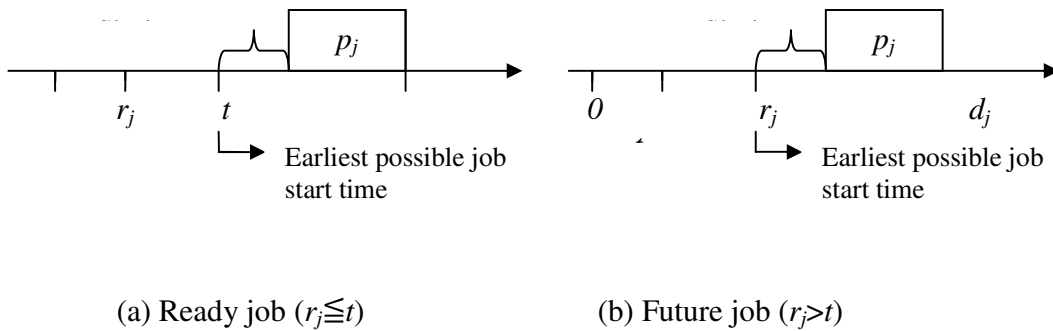 p_j
p_j
r_j t
0 r_j d_j
Earliest possible job
start time
Earliest possible job
start time
(a) Ready job (r_j≦t)
(b) Future job (r_j>t)